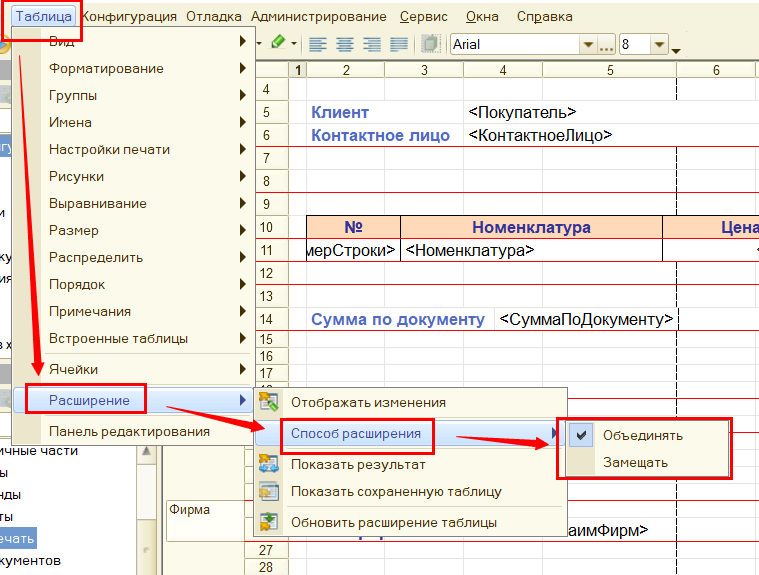 Таблица Конфигурация Отладка Администрирование Сервис Окна Справка
Вид
Форматирование
Группы
Имена
Настройки печати
Рисунки
Выравнивание
Размер
Распределить
Порядок
Примечания
Встроенные таблицы
Ячейки
Расширение
Панель редактирования
Arial 8
1 2 3 4 5 6
4
5 Клиент <Покупатель>
6 Контактное лицо <КонтактноеЛицо>
7
8
9
10 № Номенклатура Цена
11 мерСтроки> <Номенклатура>
12
13
14 Сумма по документу <СуммаПоДокументу>
15
16
17
Отображать изменения
Способ расширения
Показать результат
Показать сохраненную таблицу
Обновить расширение таблицы
Объединять
Замещать
ичные части
ы
нды
ты
ечать
кументов
Фирма
аимФирм>
27
28